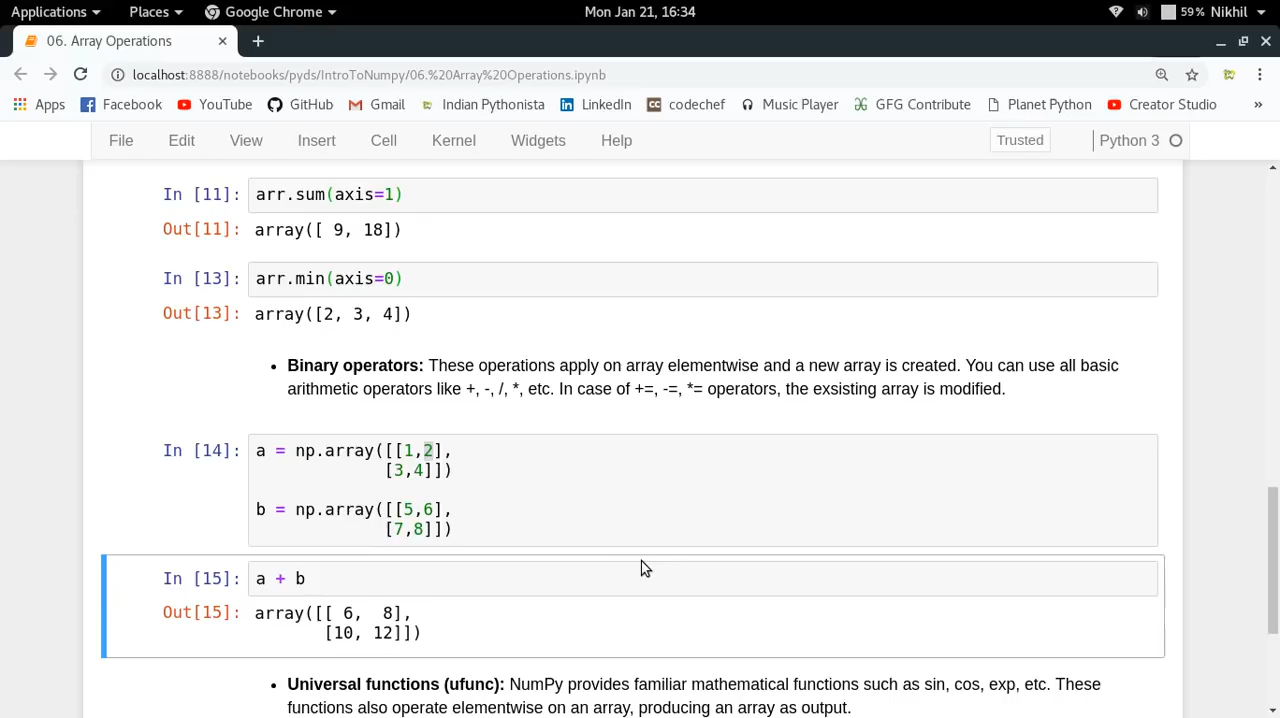 Applications Places Google Chrome Mon Jan 21, 16:34 59% Nikhil
06. Array Operations
localhost:8888/notebooks/pyds/IntroToNumpy/06.%20Array%20Operations.ipynb
Apps Facebook YouTube GitHub Gmail Indian Pythonista LinkedIn CC codechef Music Player GFG Contribute Planet Python Creator Studio »
File Edit View Insert Cell Kernel Widgets Help Trusted Python 3
In [11]: arr.sum(axis=1)
Out[11]: array([ 9, 18])
In [13]: arr.min(axis=0)
Out[13]: array([2, 3, 4])
• Binary operators: These operations apply on array elementwise and a new array is created. You can use all basic
arithmetic operators like +, -, /, *, etc. In case of +=, -=, *= operators, the exsisting array is modified.
In [14]: a = np.array([[1,2],
[3,4]])
b = np.array([[5,6],
[7,8]])
In [15]: a + b
Out[15]: array([[ 6,  8],
[10, 12]])
• Universal functions (ufunc): NumPy provides familiar mathematical functions such as sin, cos, exp, etc. These
functions also operate elementwise on an array, producing an array as output.